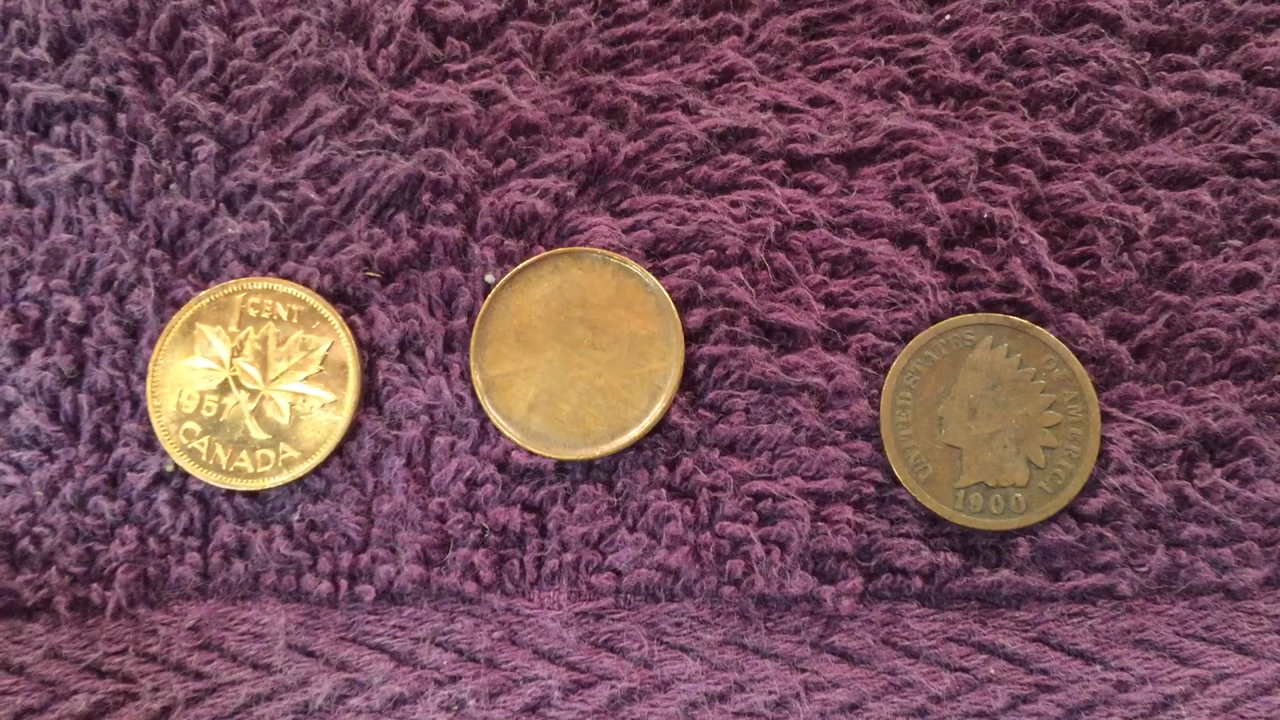 1 CENT
1957
CANADA
UNITED STATES OF AMERICA
1900